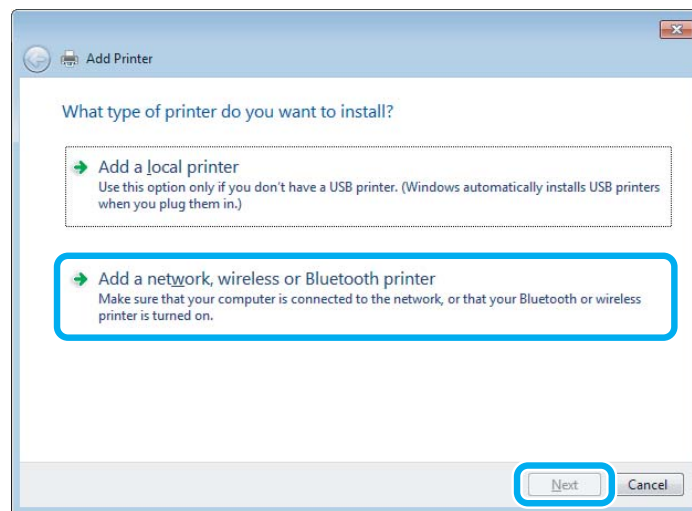 Add Printer
What type of printer do you want to install?
Add a local printer
Use this option only if you don't have a USB printer. (Windows automatically installs USB printers
when you plug them in.)
Add a network, wireless or Bluetooth printer
Make sure that your computer is connected to the network, or that your Bluetooth or wireless
printer is turned on.
Next Cancel